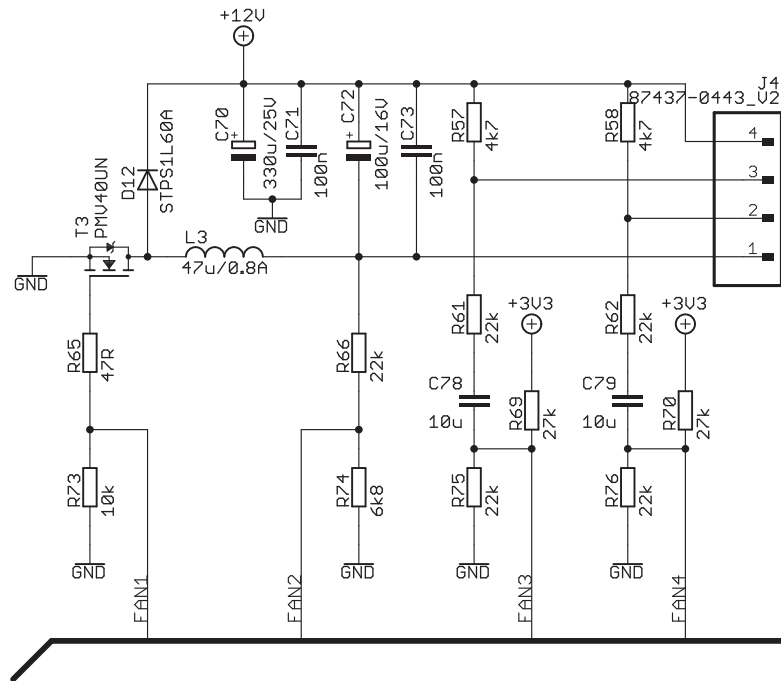 +12V
J4
87437-0443_V2
C70
330u/25V
C71
100n
C72
100u/16V
C73
100n
R57
4k7
R58
4k7
4
3
2
1
D12
STPS1L60A
T3
PMV40UN
GND
GND
L3
47u/0.8A
R61
22k
+3V3
R62
22k
+3V3
R65
47R
R66
22k
C78
10u
R69
27k
C79
10u
R70
27k
R73
10k
R74
6k8
R75
22k
R76
22k
GND
GND
GND
GND
FAN1
FAN2
FAN3
FAN4